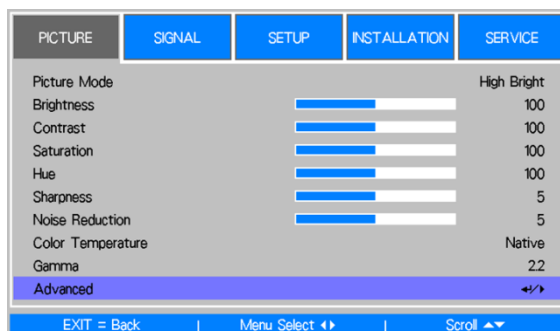 PICTURE SIGNAL SETUP INSTALLATION SERVICE
Picture Mode High Bright
Brightness 100
Contrast 100
Saturation 100
Hue 100
Sharpness 5
Noise Reduction 5
Color Temperature Native
Gamma 2.2
Advanced ↵/▸
EXIT = Back | Menu Select ◂▸ | Scroll ▴▾